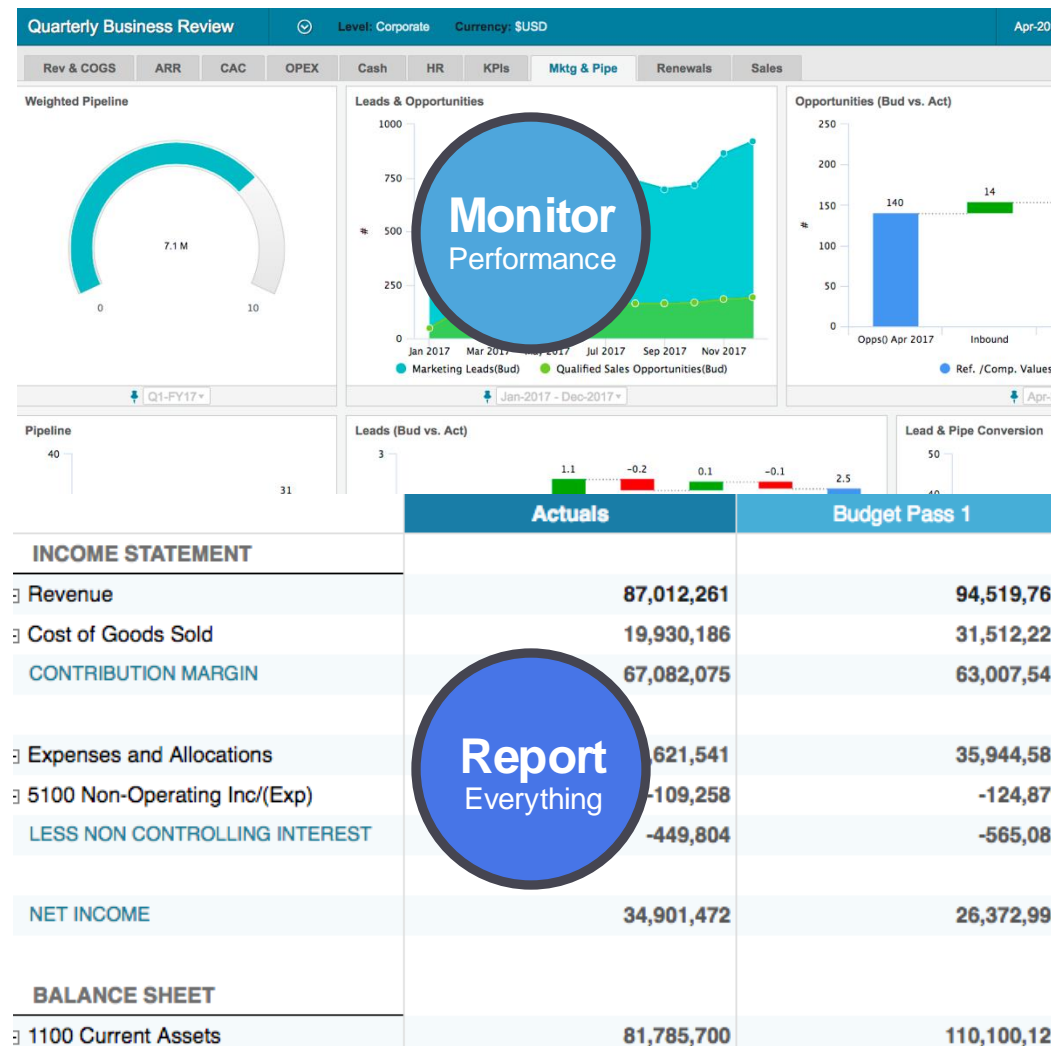 Quarterly Business Review Level: Corporate Currency: $USD Apr-20
Rev & COGS ARR CAC OPEX Cash HR KPIs Mktg & Pipe Renewals Sales
Weighted Pipeline
7.1 M
0 10
Q1-FY17
Leads & Opportunities
1000
750
500
250
0
#
Jan 2017 Mar 2017 2017 Jul 2017 Sep 2017 Nov 2017
Marketing Leads(Bud) Qualified Sales Opportunities(Bud)
Jan-2017 - Dec-2017
Monitor
Performance
Opportunities (Bud vs. Act)
250
200
150
100
50
0
#
140 14
Opps() Apr 2017 Inbound
Ref. /Comp. Values
Apr-
Pipeline
40
31
Leads (Bud vs. Act)
3
1.1 -0.2 0.1 -0.1 2.5
Lead & Pipe Conversion
50
40
Actuals Budget Pass 1
INCOME STATEMENT
Revenue 87,012,261 94,519,76
Cost of Goods Sold 19,930,186 31,512,22
CONTRIBUTION MARGIN 67,082,075 63,007,54
Expenses and Allocations ,621,541 35,944,58
5100 Non-Operating Inc/(Exp) -109,258 -124,87
LESS NON CONTROLLING INTEREST -449,804 -565,08
NET INCOME 34,901,472 26,372,99
BALANCE SHEET
1100 Current Assets 81,785,700 110,100,12
Report
Everything